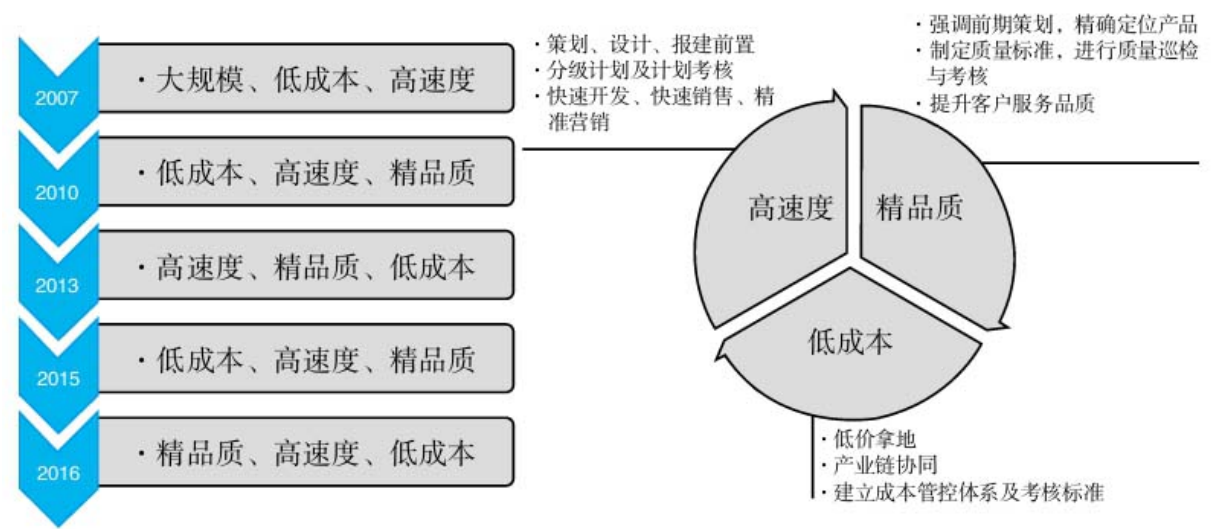 2007
·大规模、低成本、高速度
2010
·低成本、高速度、精品质
2013
·高速度、精品质、低成本
2015
·低成本、高速度、精品质
2016
·精品质、高速度、低成本
·策划、设计、报建前置
·分级计划及计划考核
·快速开发、快速销售、精
准营销
·强调前期策划，精确定位产品
·制定质量标准，进行质量巡检
与考核
·提升客户服务品质
高速度
精品质
低成本
·低价拿地
·产业链协同
·建立成本管控体系及考核标准